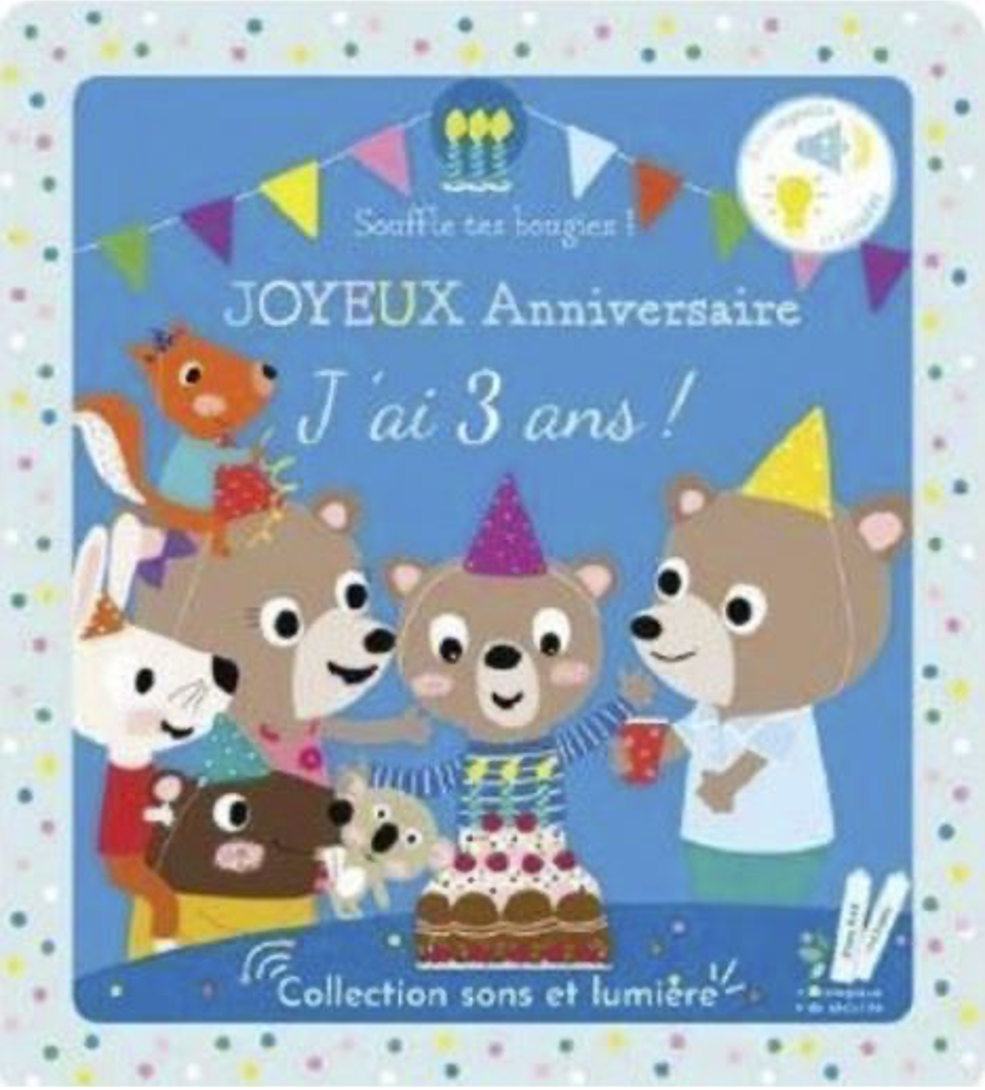 Souffle tes bougies !
JOYEUX Anniversaire
J'ai 3 ans !
Collection sons et lumière